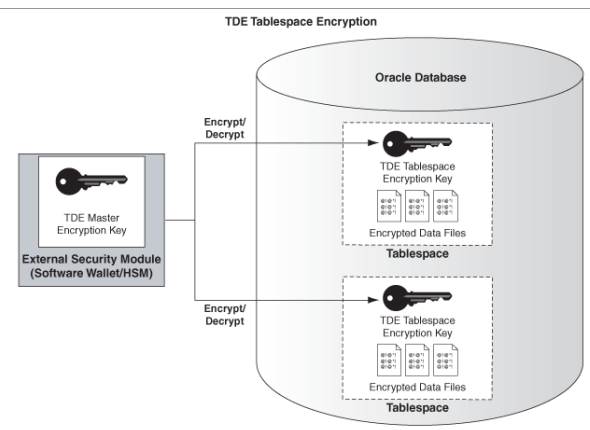 TDE Tablespace Encryption
Oracle Database
Encrypt/
Decrypt
TDE Tablespace
Encryption Key
Encrypted Data Files
Tablespace
TDE Master
Encryption Key
External Security Module
(Software Wallet/HSM)
Encrypt/
Decrypt
TDE Tablespace
Encryption Key
Encrypted Data Files
Tablespace